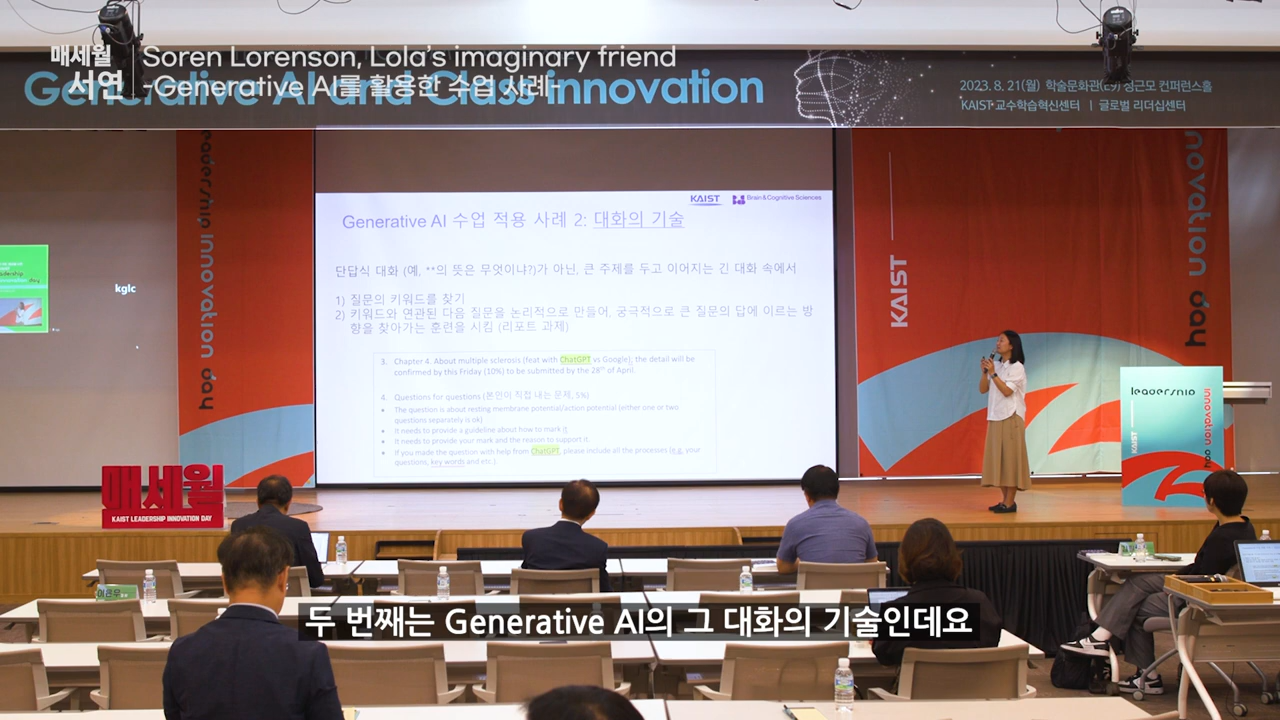 매세월
서연
Soren Lorenson, Lola's imaginary friend
-Generative AI를 활용한 수업 사례-
Generative AI and Class innovation
2023. 8. 21(월) 학술문화관(E9) 정근모 컨퍼런스홀
KAIST 교수학습혁신센터 | 글로벌 리더십센터
leadership innovation day
KAIST
Brain & Cognitive Sciences
Generative AI 수업 적용 사례 2: 대화의 기술
단답식 대화 (예, **의 뜻은 무엇이냐?)가 아닌, 큰 주제를 두고 이어지는 긴 대화 속에서
1) 질문의 키워드를 찾기
2) 키워드와 연관된 다음 질문을 논리적으로 만들어, 궁극적으로 큰 질문의 답에 이르는 방
향을 찾아가는 훈련을 시킴 (리포트 과제)
3. Chapter 4. About multiple sclerosis (feat with ChatGPT vs Google), the detail will be
confirmed by this Friday (10%) to be submitted by the 28th of April.
4. Questions for questions (본인이 직접 내는 문제, 5%)
• The question is about resting membrane potential/action potential (either one or two
questions separately is ok)
• It needs to provide a guideline about how to mark it
• It needs to provide your mark and the reason to support it.
• If you made the question with help from ChatGPT, please include all the processes (e.g. your
questions, key words and etc.)
kglc
KAIST
novation day
leadership
innovation day
KAIST
매세월
KAIST LEADERSHIP INNOVATION DAY
두 번째는 Generative AI의 그 대화의 기술인데요